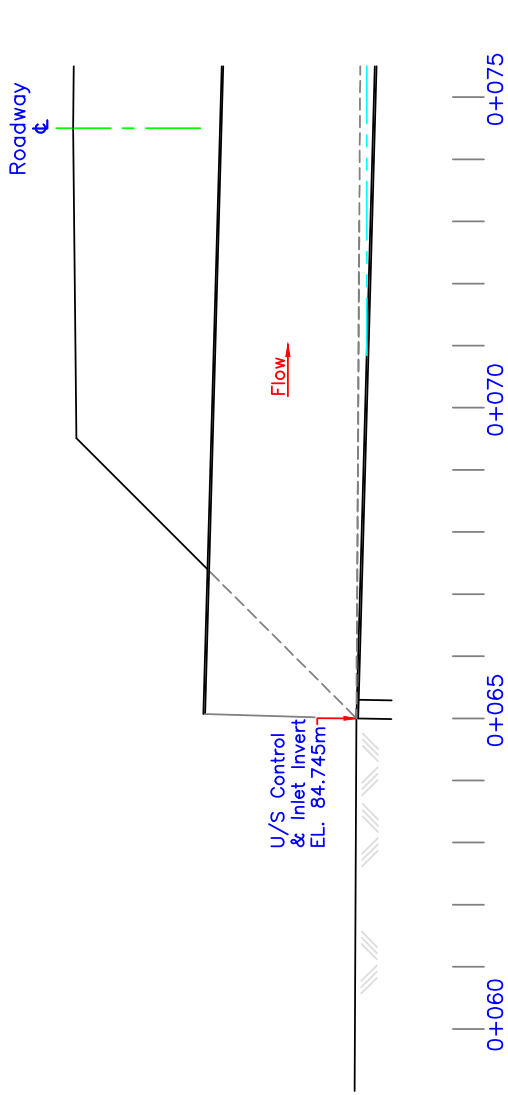 Roadway
℄
Flow
U/S Control
& Inlet Invert
EL. 84.745m
0+060
0+065
0+070
0+075